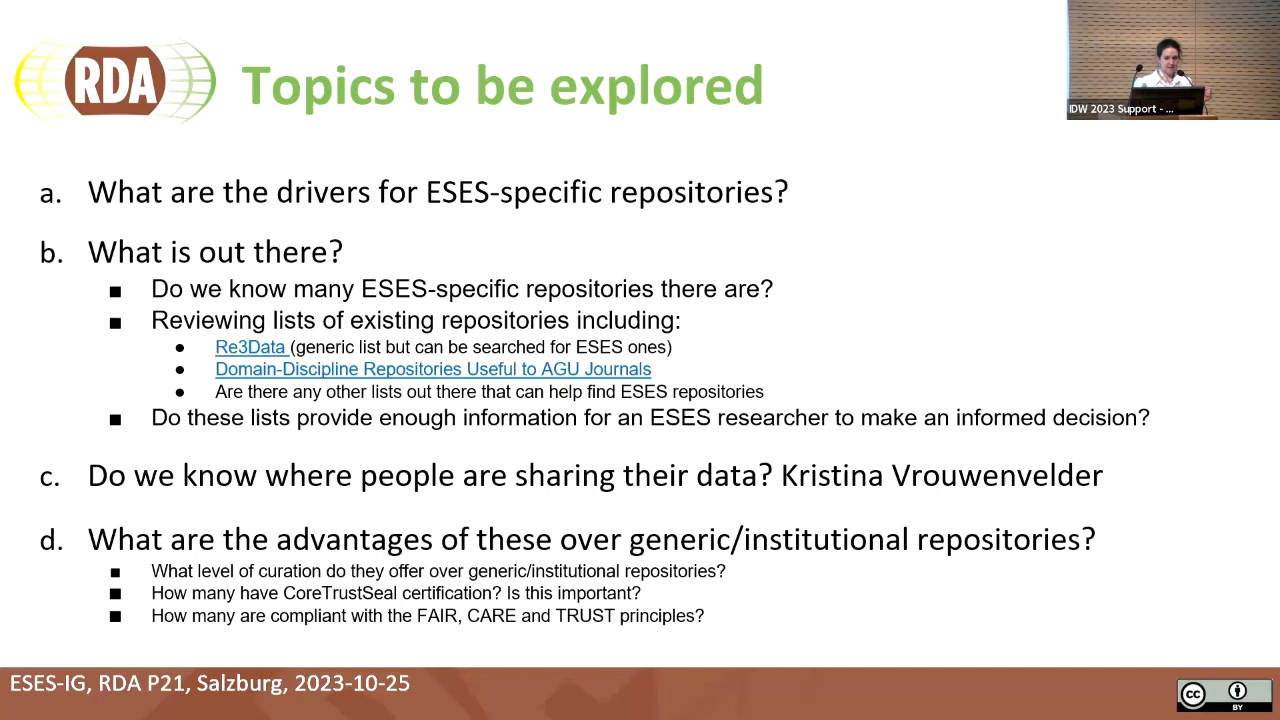 RDA
Topics to be explored
IDW 2023 Support - ...
a. What are the drivers for ESES-specific repositories?
b. What is out there?
■ Do we know many ESES-specific repositories there are?
■ Reviewing lists of existing repositories including:
● Re3Data (generic list but can be searched for ESES ones)
● Domain-Discipline Repositories Useful to AGU Journals
● Are there any other lists out there that can help find ESES repositories
■ Do these lists provide enough information for an ESES researcher to make an informed decision?
c. Do we know where people are sharing their data? Kristina Vrouwenvelder
d. What are the advantages of these over generic/institutional repositories?
■ What level of curation do they offer over generic/institutional repositories?
■ How many have CoreTrustSeal certification? Is this important?
■ How many are compliant with the FAIR, CARE and TRUST principles?
ESES-IG, RDA P21, Salzburg, 2023-10-25
cc
BY